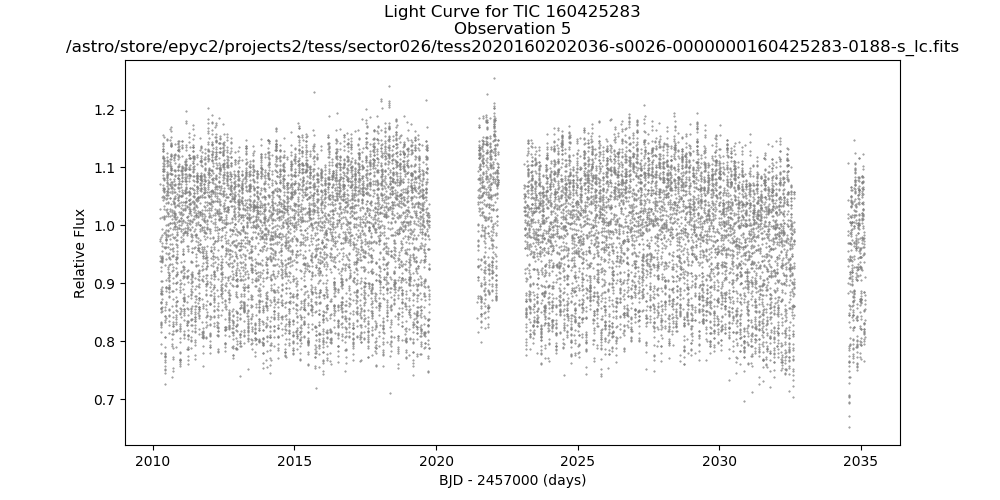 Light Curve for TIC 160425283
Observation 5
/astro/store/epyc2/projects2/tess/sector026/tess2020160202036-s0026-0000000160425283-0188-s_lc.fits
Relative Flux
1.2
1.1
1.0
0.9
0.8
0.7
2010 2015 2020 2025 2030 2035
BJD - 2457000 (days)